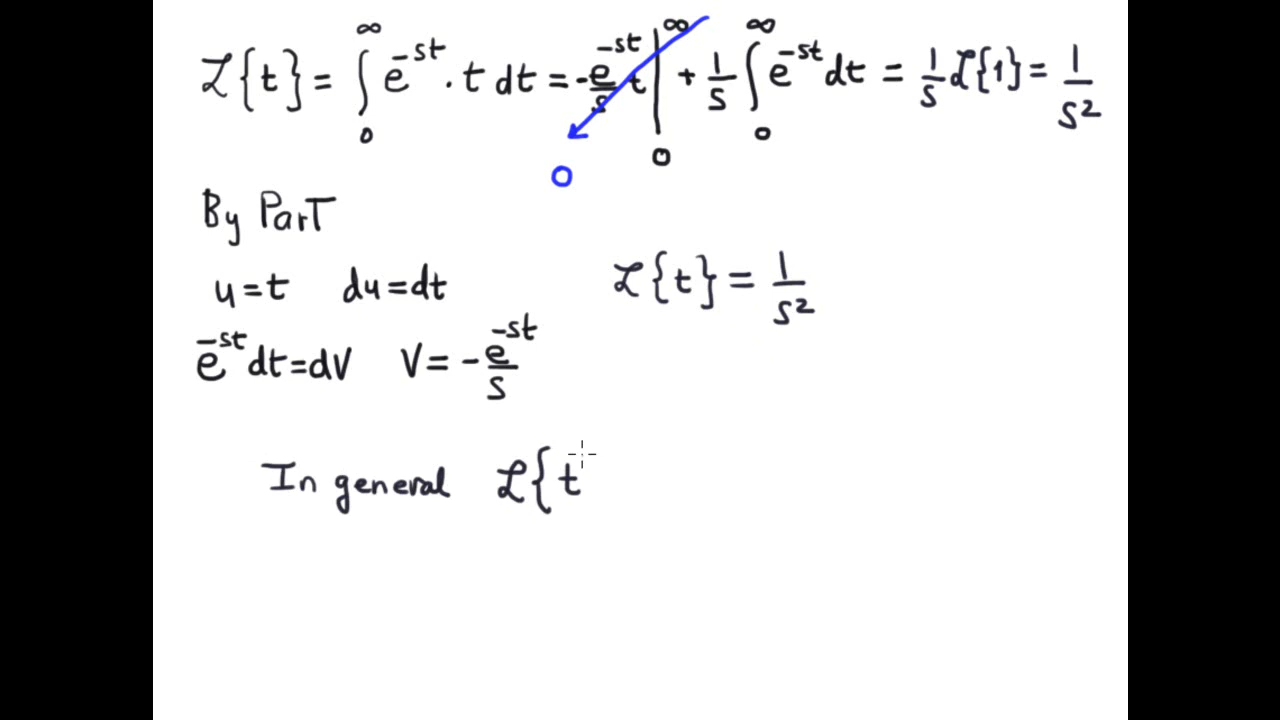 ℒ{t} = ∫₀^∞ e^{-st} · t dt = -e^{-st}/s t |₀^∞ + 1/s ∫₀^∞ e^{-st} dt = 1/s ℒ{1} = 1/s²
0
By ParT
u = t du = dt
ℒ{t} = 1/s²
e^{-st} dt = dV V = -e^{-st}/s
In general ℒ{t